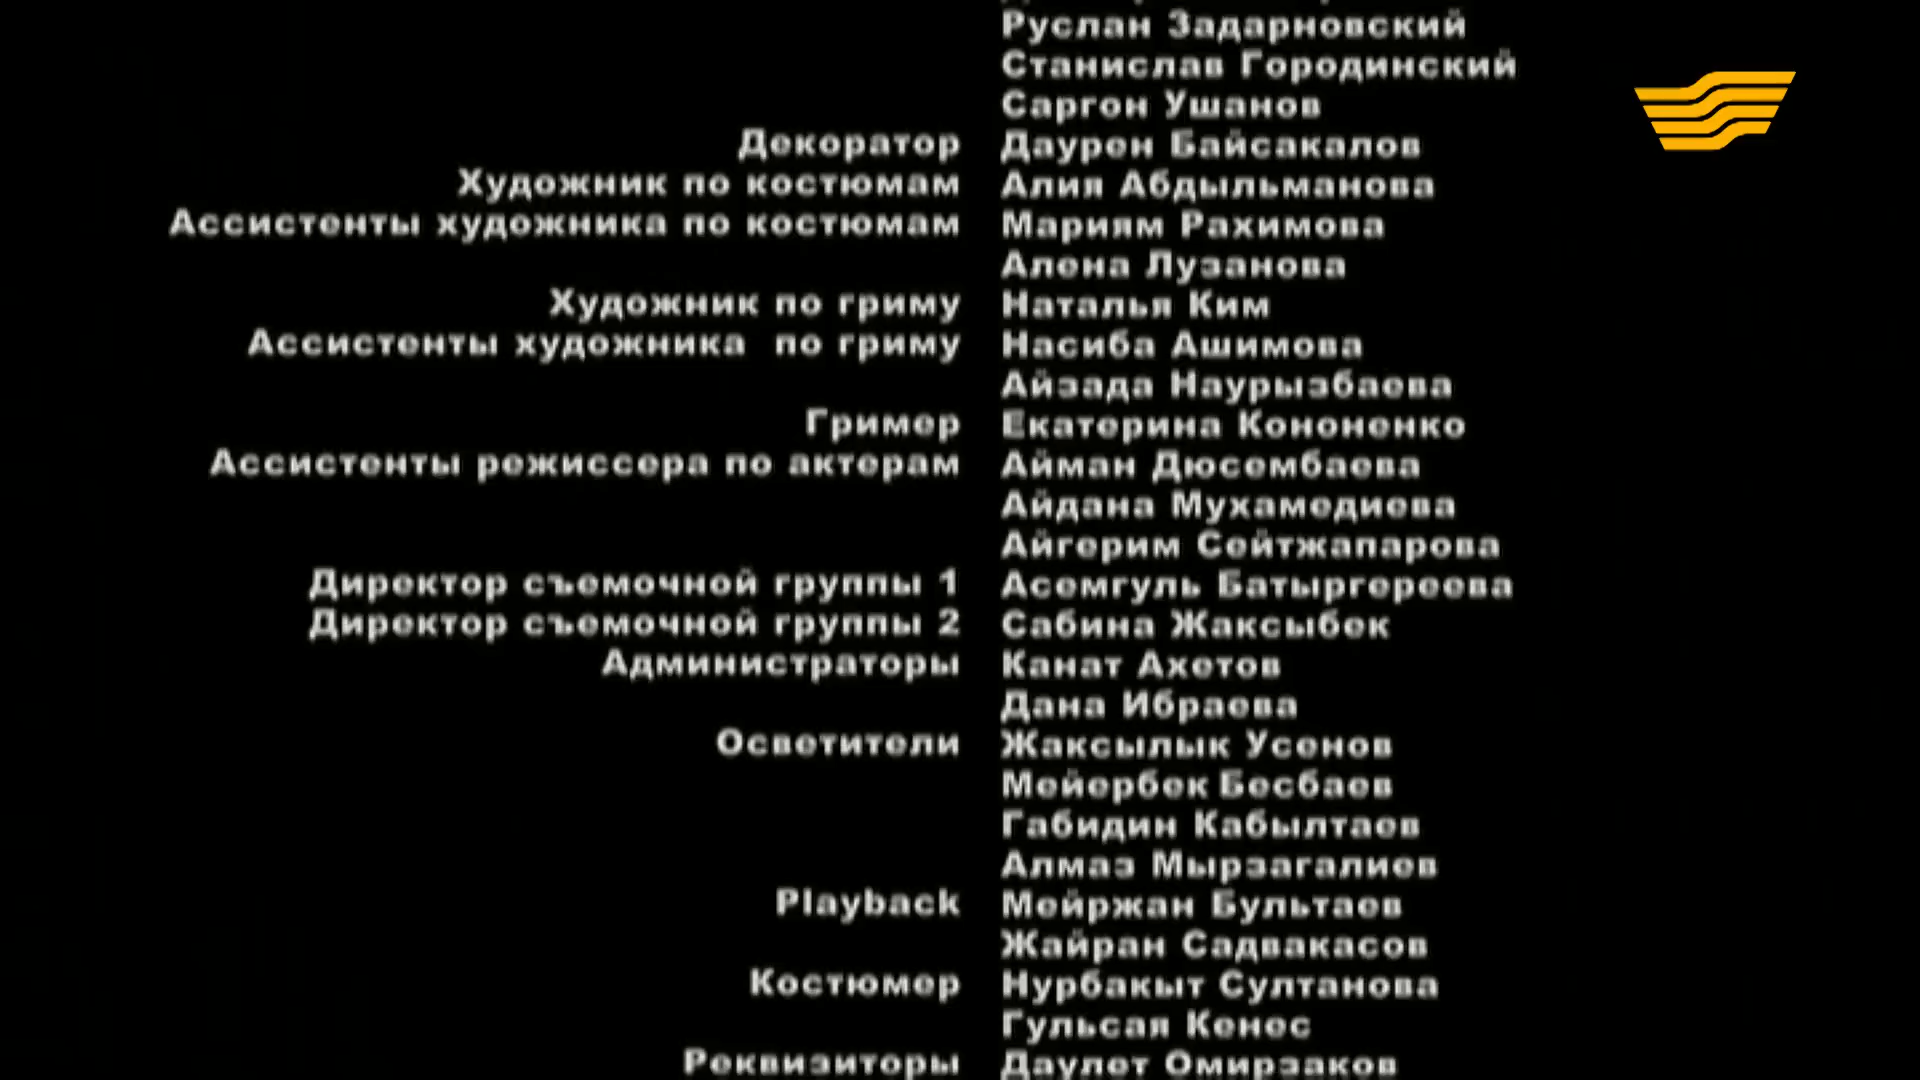 Руслан Задарновский
Станислав Городинский
Саргон Ушанов
Декоратор Даурен Байсакалов
Художник по костюмам Алия Абдыльманова
Ассистенты художника по костюмам Мариям Рахимова
Алена Лузанова
Художник по гриму Наталья Ким
Ассистенты художника по гриму Насиба Ашимова
Айзада Наурызбаева
Гример Екатерина Кононенко
Ассистенты режиссера по актерам Айман Дюсембаева
Айдана Мухамедиева
Айгерим Сейтжапарова
Директор съемочной группы 1 Асемгуль Батыргереева
Директор съемочной группы 2 Сабина Жаксыбек
Администраторы Канат Ахетов
Дана Ибраева
Осветители Жаксылык Усенов
Мейербек Бесбаев
Габидин Кабылтаев
Алмаз Мырзагалиев
Playback Мейржан Бультаев
Жайран Садвакасов
Костюмер Нурбакыт Султанова
Гульсая Кенес
Реквизиторы Даулет Омирзаков